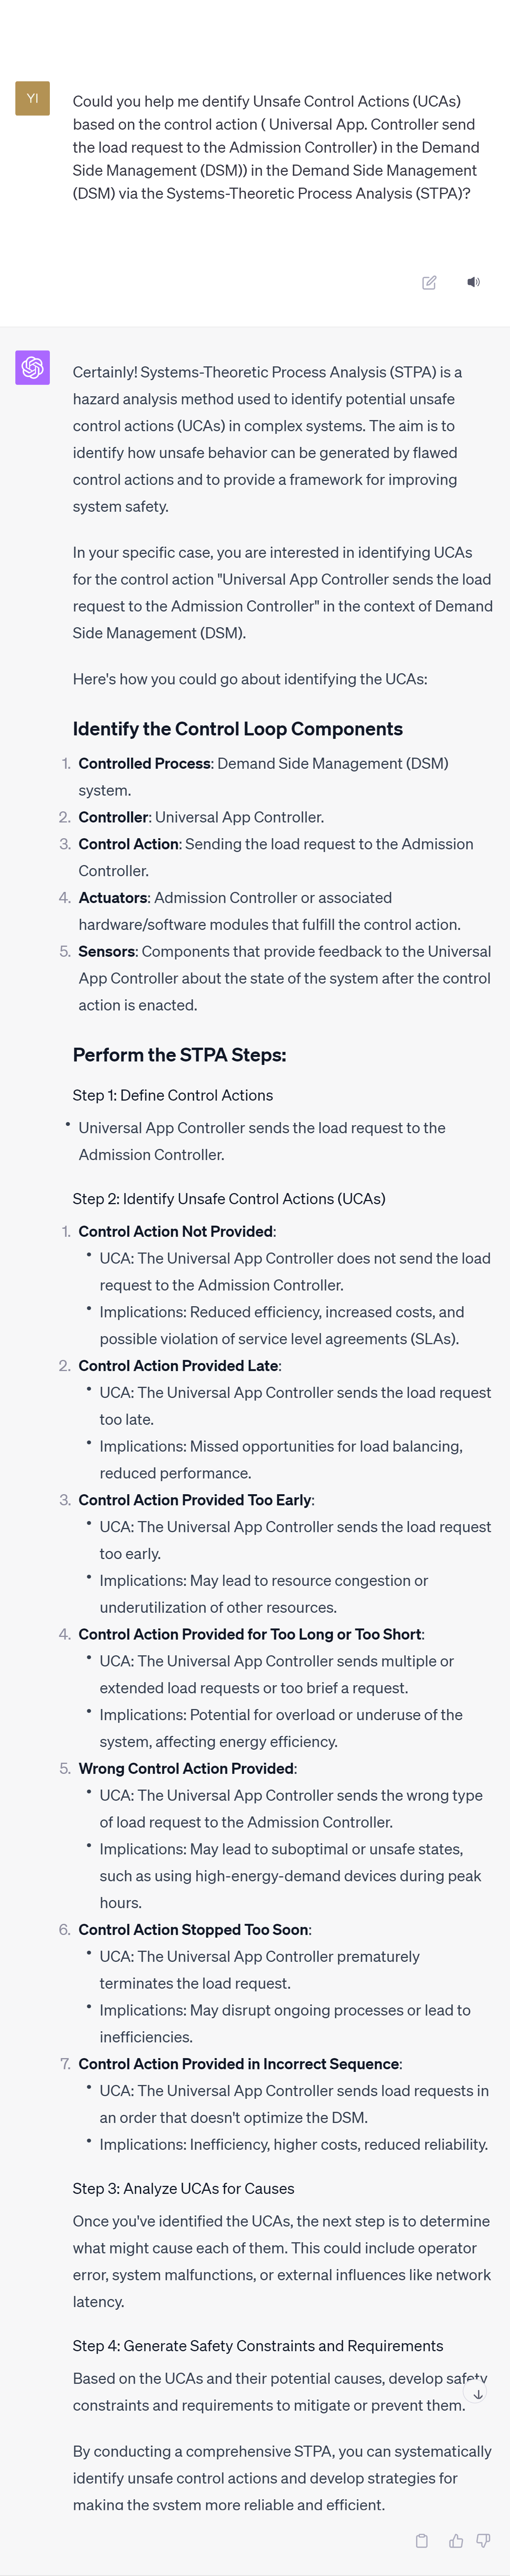 YI
Could you help me dentify Unsafe Control Actions (UCAs)
based on the control action ( Universal App. Controller send
the load request to the Admission Controller) in the Demand
Side Management (DSM)) in the Demand Side Management
(DSM) via the Systems-Theoretic Process Analysis (STPA)?
Certainly! Systems-Theoretic Process Analysis (STPA) is a
hazard analysis method used to identify potential unsafe
control actions (UCAs) in complex systems. The aim is to
identify how unsafe behavior can be generated by flawed
control actions and to provide a framework for improving
system safety.
In your specific case, you are interested in identifying UCAs
for the control action "Universal App Controller sends the load
request to the Admission Controller" in the context of Demand
Side Management (DSM).
Here's how you could go about identifying the UCAs:
Identify the Control Loop Components
1. Controlled Process: Demand Side Management (DSM)
system.
2. Controller: Universal App Controller.
3. Control Action: Sending the load request to the Admission
Controller.
4. Actuators: Admission Controller or associated
hardware/software modules that fulfill the control action.
5. Sensors: Components that provide feedback to the Universal
App Controller about the state of the system after the control
action is enacted.
Perform the STPA Steps:
Step 1: Define Control Actions
• Universal App Controller sends the load request to the
Admission Controller.
Step 2: Identify Unsafe Control Actions (UCAs)
1. Control Action Not Provided:
• UCA: The Universal App Controller does not send the load
request to the Admission Controller.
• Implications: Reduced efficiency, increased costs, and
possible violation of service level agreements (SLAs).
2. Control Action Provided Late:
• UCA: The Universal App Controller sends the load request
too late.
• Implications: Missed opportunities for load balancing,
reduced performance.
3. Control Action Provided Too Early:
• UCA: The Universal App Controller sends the load request
too early.
• Implications: May lead to resource congestion or
underutilization of other resources.
4. Control Action Provided for Too Long or Too Short:
• UCA: The Universal App Controller sends multiple or
extended load requests or too brief a request.
• Implications: Potential for overload or underuse of the
system, affecting energy efficiency.
5. Wrong Control Action Provided:
• UCA: The Universal App Controller sends the wrong type
of load request to the Admission Controller.
• Implications: May lead to suboptimal or unsafe states,
such as using high-energy-demand devices during peak
hours.
6. Control Action Stopped Too Soon:
• UCA: The Universal App Controller prematurely
terminates the load request.
• Implications: May disrupt ongoing processes or lead to
inefficiencies.
7. Control Action Provided in Incorrect Sequence:
• UCA: The Universal App Controller sends load requests in
an order that doesn't optimize the DSM.
• Implications: Inefficiency, higher costs, reduced reliability.
Step 3: Analyze UCAs for Causes
Once you've identified the UCAs, the next step is to determine
what might cause each of them. This could include operator
error, system malfunctions, or external influences like network
latency.
Step 4: Generate Safety Constraints and Requirements
Based on the UCAs and their potential causes, develop safety
constraints and requirements to mitigate or prevent them.
By conducting a comprehensive STPA, you can systematically
identify unsafe control actions and develop strategies for
making the system more reliable and efficient.